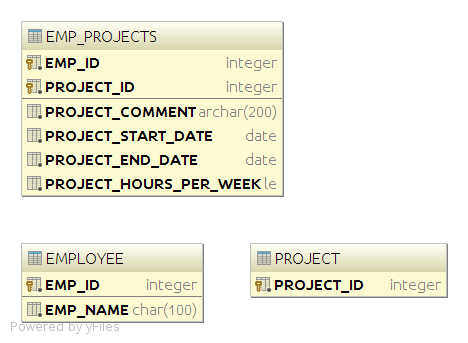 EMP_PROJECTS
EMP_ID integer
PROJECT_ID integer
PROJECT_COMMENT archar(200)
PROJECT_START_DATE date
PROJECT_END_DATE date
PROJECT_HOURS_PER_WEEK le
EMPLOYEE
EMP_ID integer
EMP_NAME char(100)
PROJECT
PROJECT_ID integer
Powered by yFiles